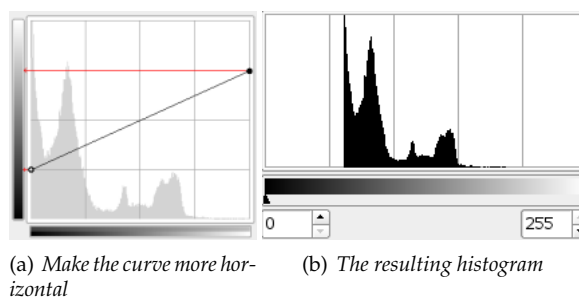 0
255
(a) Make the curve more hor-
izontal
(b) The resulting histogram